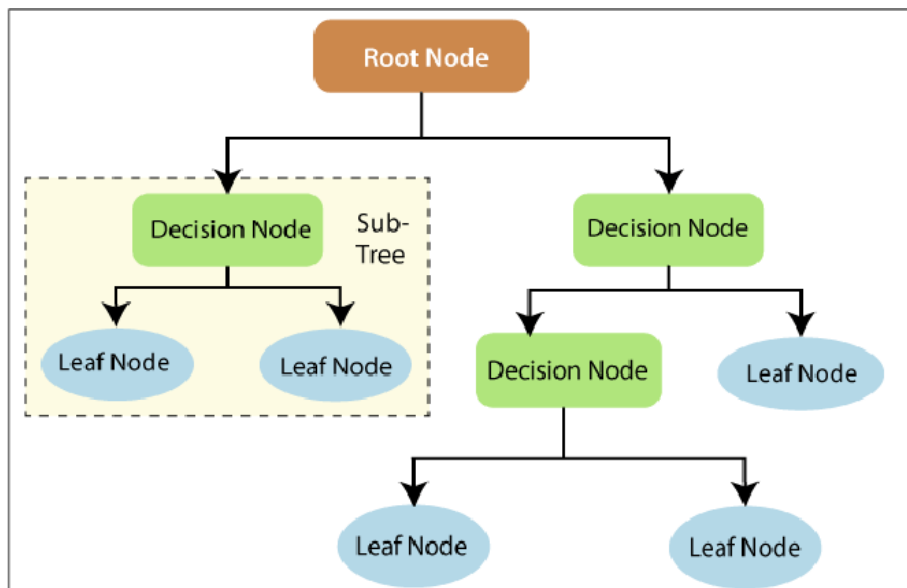 Root Node
Decision Node
Sub-
Tree
Decision Node
Leaf Node
Leaf Node
Decision Node
Leaf Node
Leaf Node
Leaf Node